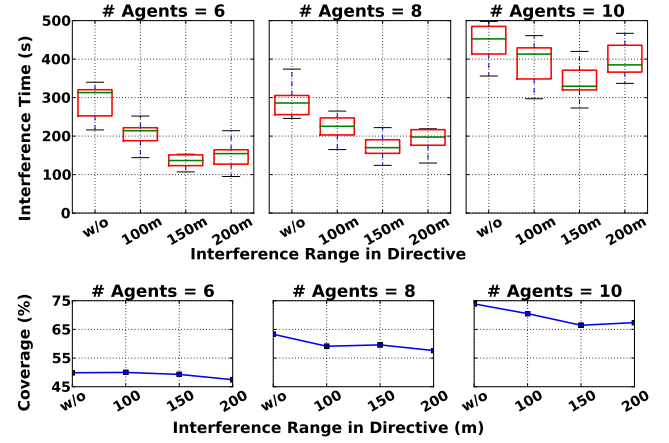 # Agents = 6 # Agents = 8 # Agents = 10
500
400
300
200
100
0
Interference Time (s)
w/o 100m 150m 200m w/o 100m 150m 200m w/o 100m 150m 200m
Interference Range in Directive
# Agents = 6 # Agents = 8 # Agents = 10
75
65
55
45
Coverage (%)
w/o 100 150 200 w/o 100 150 200 w/o 100 150 200
Interference Range in Directive (m)